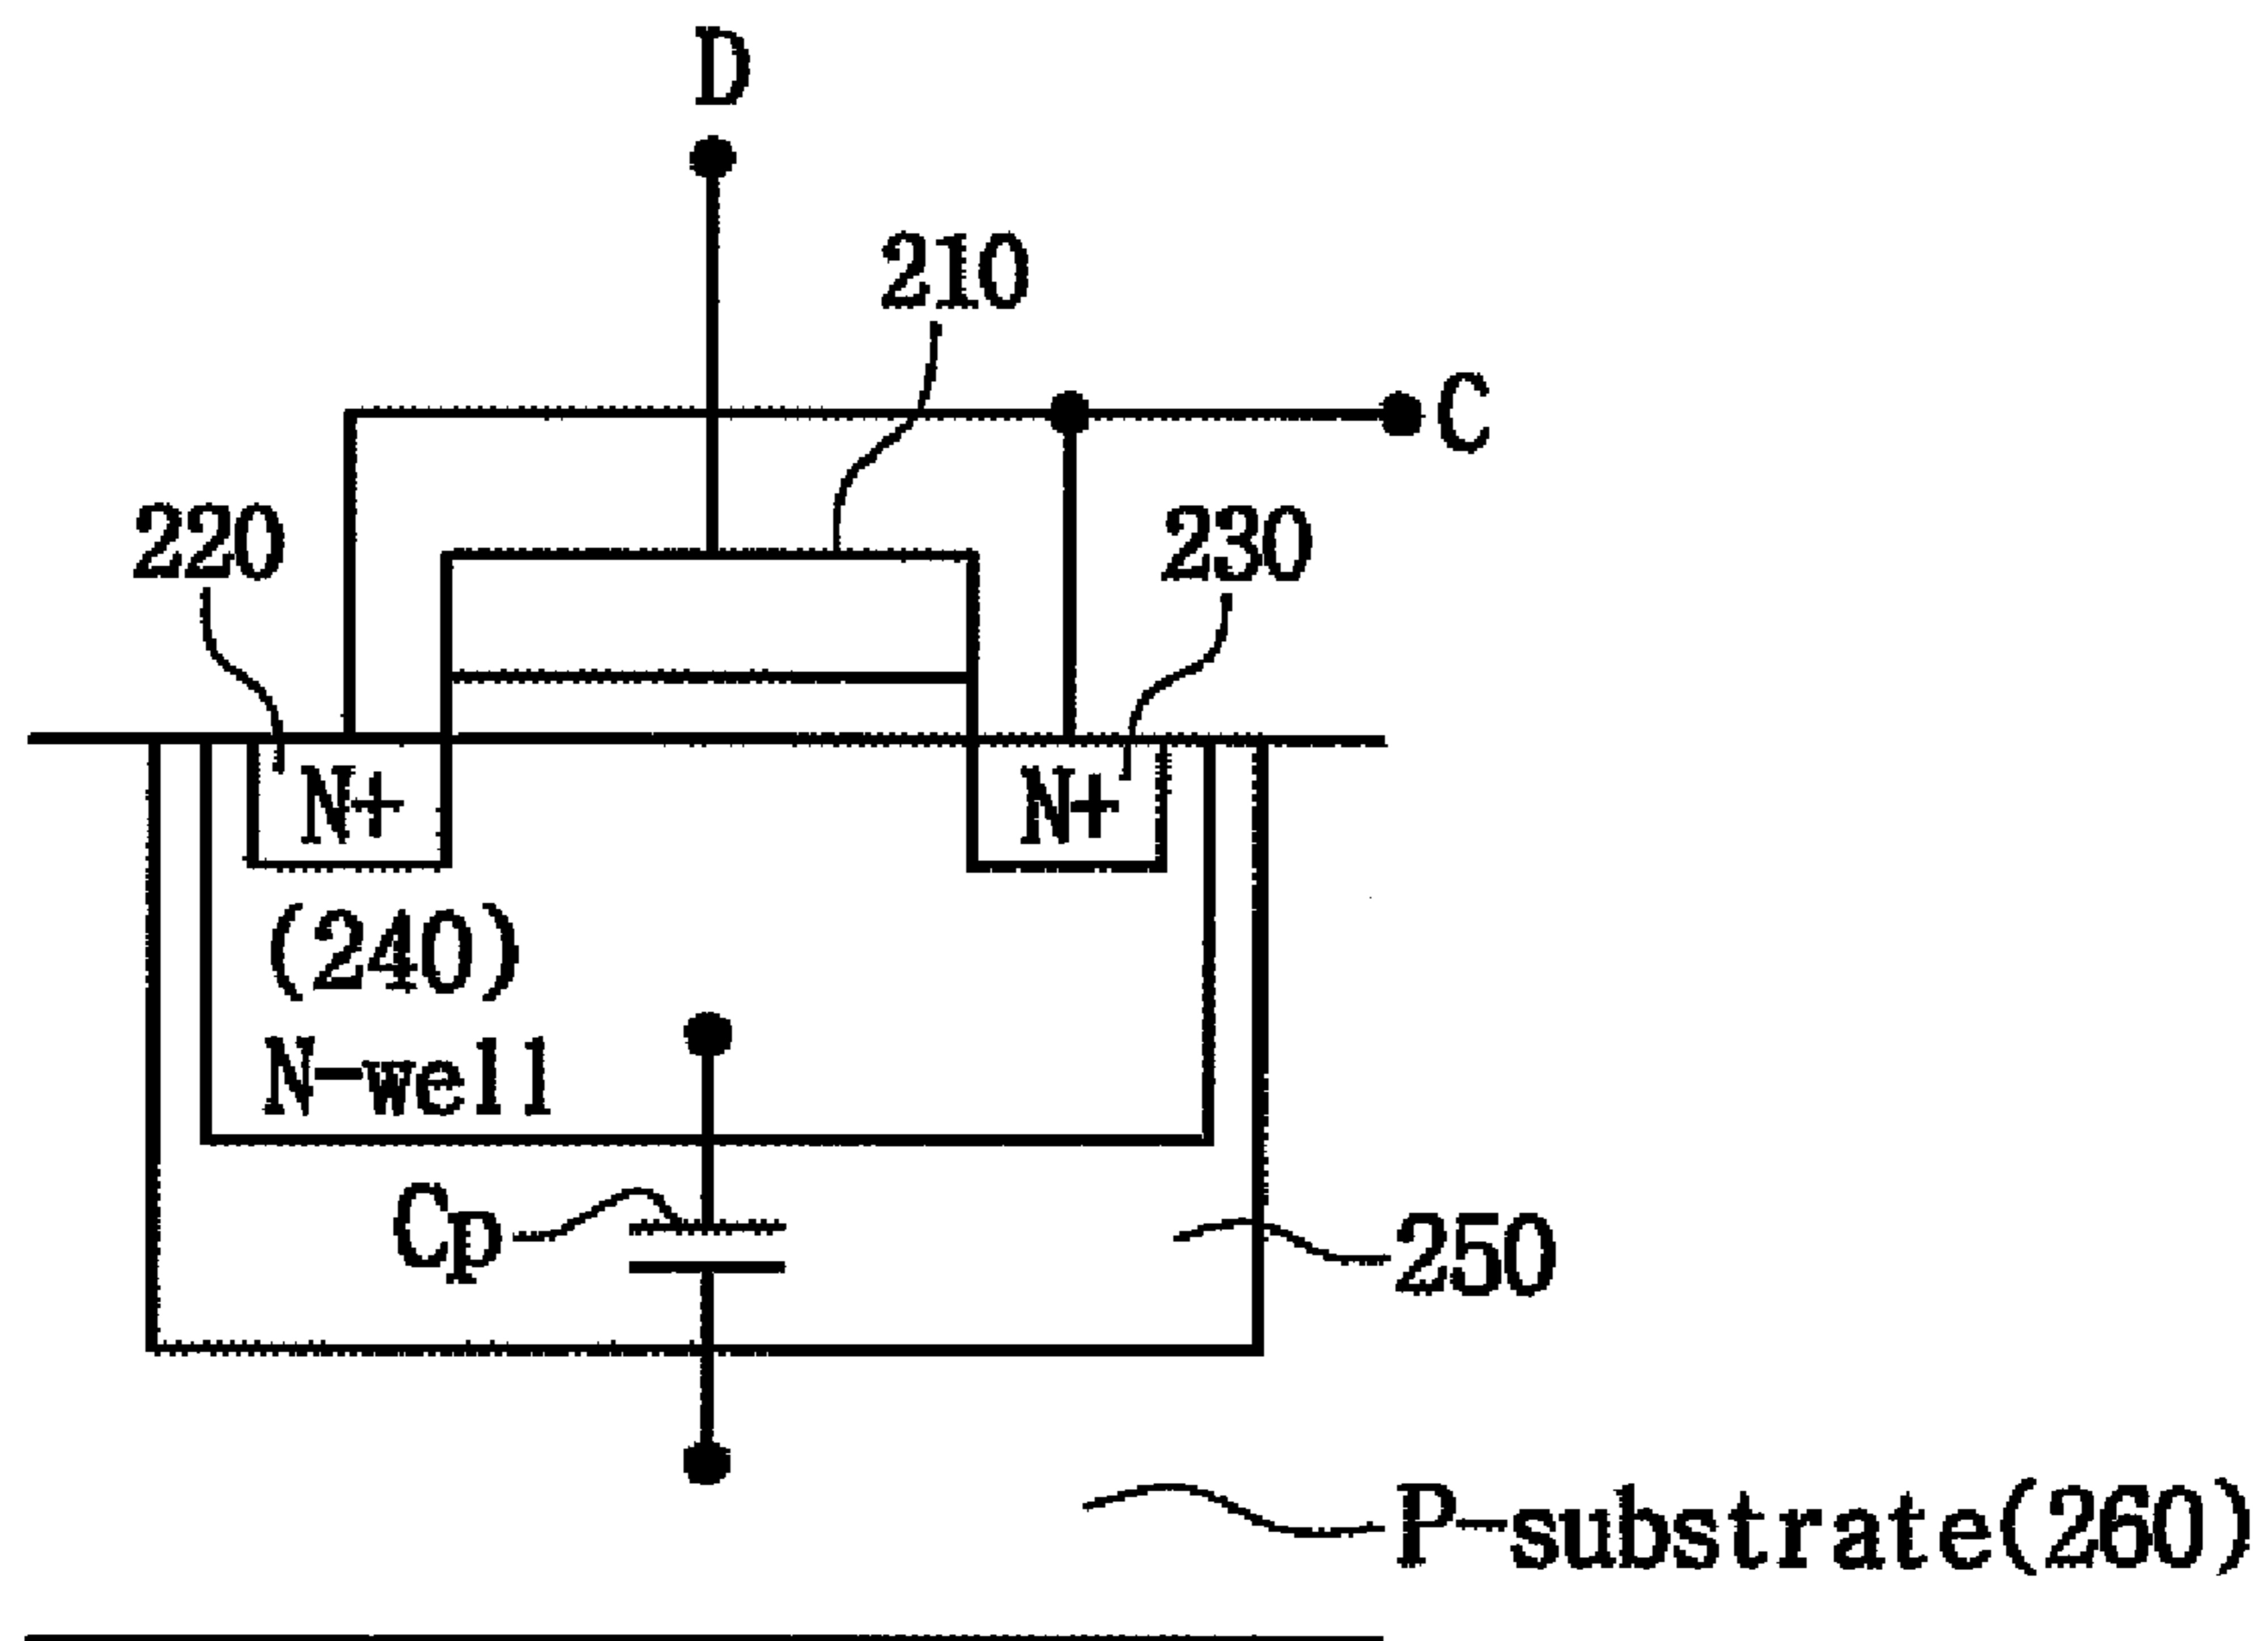 D
210
C
220
230
N+
N+
(240)
N-well
Cp
250
P-substrate(260)